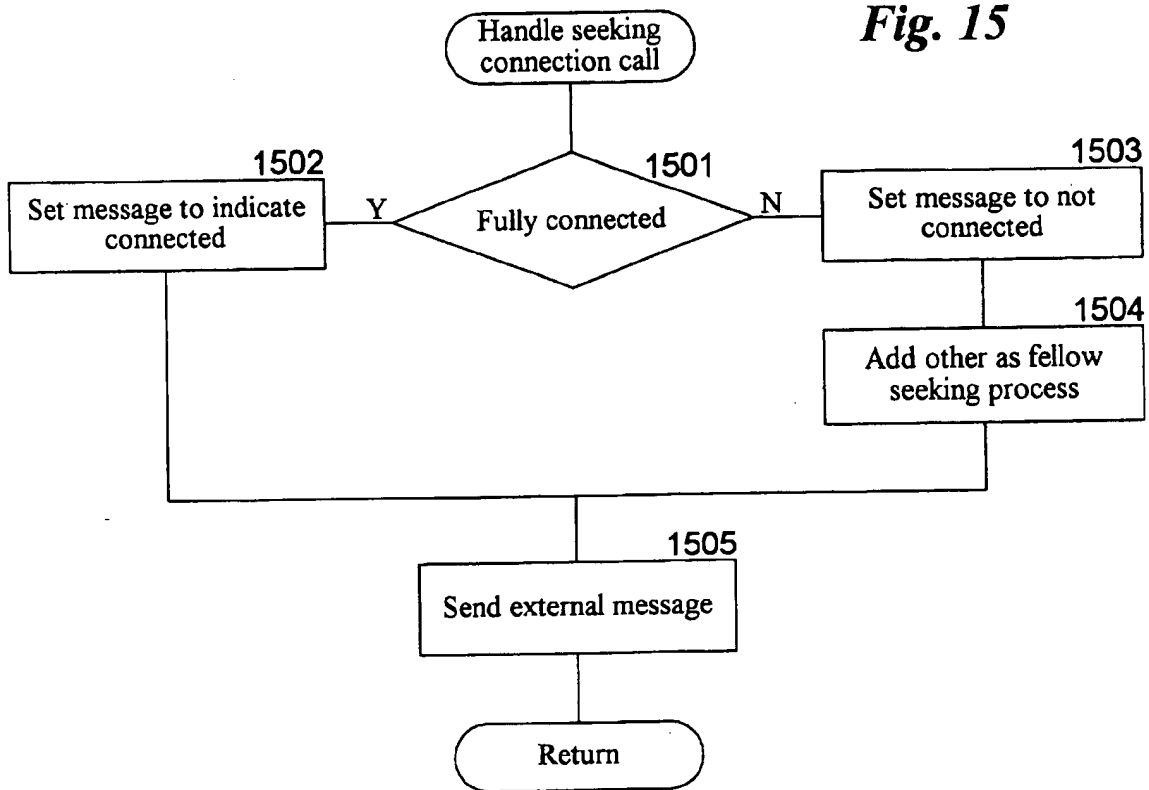 Fig. 15
Handle seeking
connection call
1501
Fully connected
Y
N
1502
Set message to indicate
connected
1503
Set message to not
connected
1504
Add other as fellow
seeking process
1505
Send external message
Return